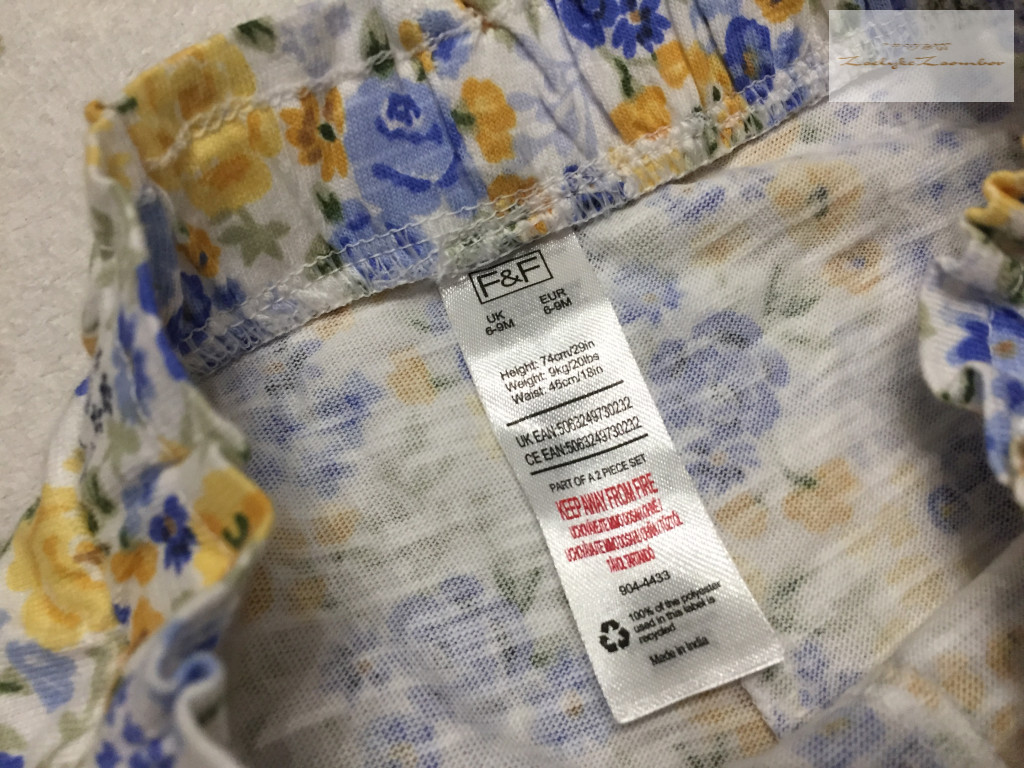 F&F
UK EUR
6-9M 6-9M
Height: 74cm/29in
Weight: 9kg/20lbs
Waist: 46cm/18in
UK EAN:5063249730232
CE EAN:5063249730232
PART OF A 2 PIECE SET
KEEP AWAY FROM FIRE
904-4433
100% of the polyester
used in this label is
recycled
Made in India